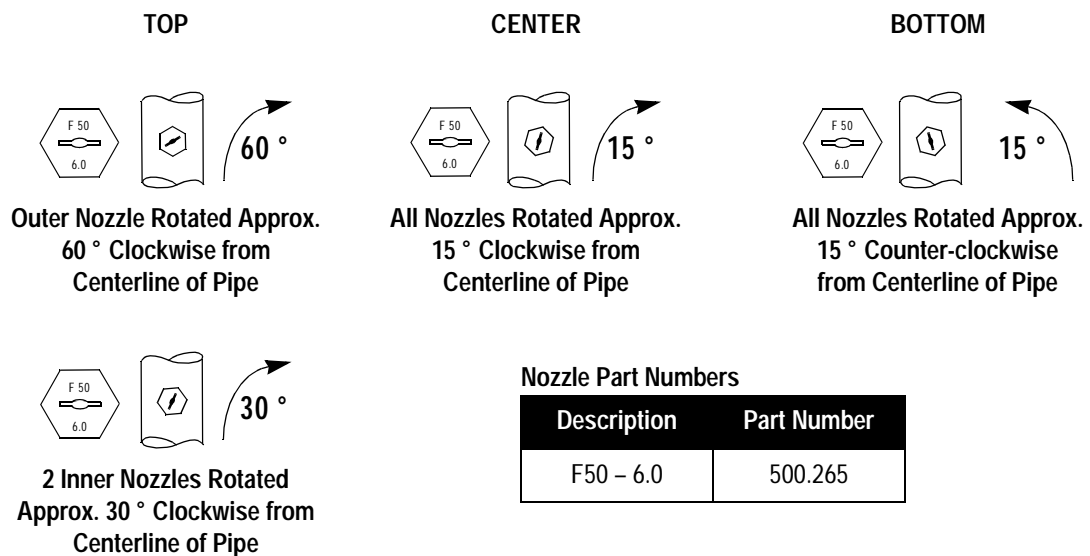 TOP
CENTER
BOTTOM
F 50
6.0
60 °
Outer Nozzle Rotated Approx.
60 ° Clockwise from
Centerline of Pipe
F 50
6.0
15 °
All Nozzles Rotated Approx.
15 ° Clockwise from
Centerline of Pipe
F 50
6.0
15 °
All Nozzles Rotated Approx.
15 ° Counter-clockwise
from Centerline of Pipe
F 50
6.0
30 °
2 Inner Nozzles Rotated
Approx. 30 ° Clockwise from
Centerline of Pipe
Nozzle Part Numbers
Description Part Number
F50 – 6.0 500.265